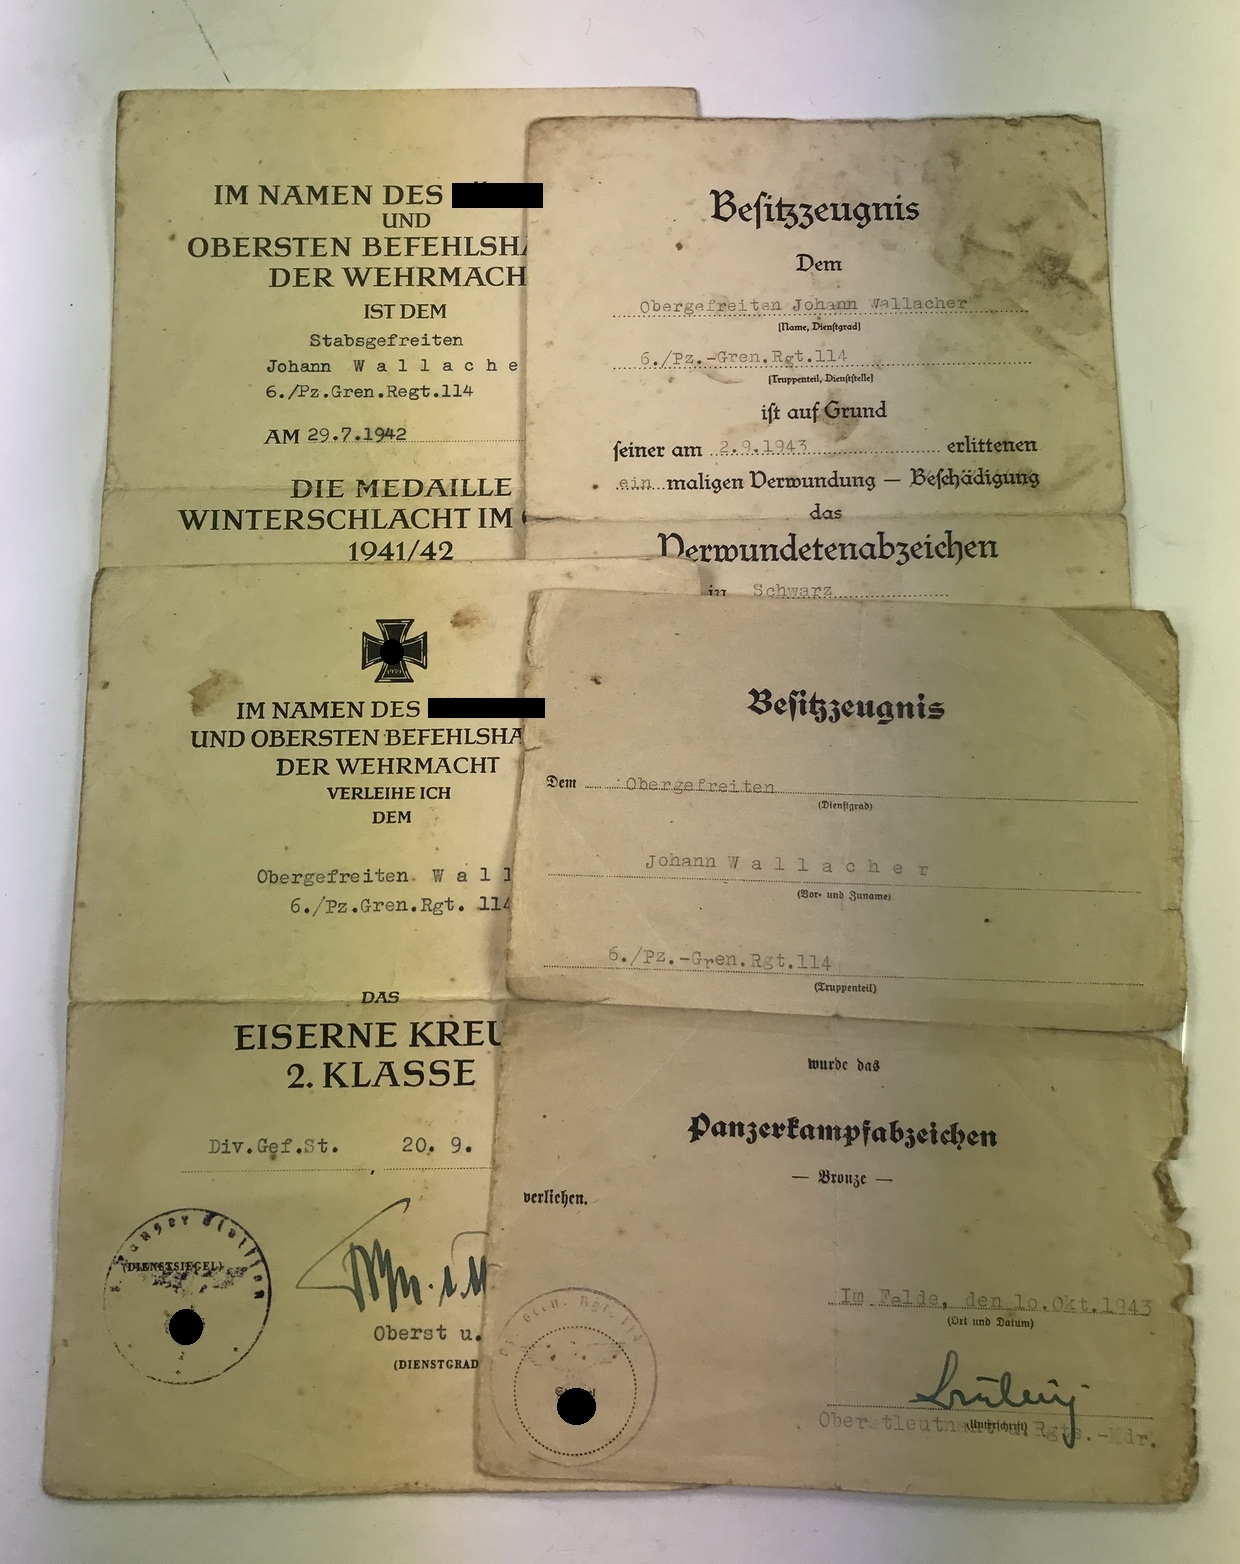 IM NAMEN DES
UND
OBERSTEN BEFEHLSHA
DER WEHRMACH
IST DEM
Stabsgefreiten
Johann Wallache
6./Pz.Gren.Regt.114
AM 29.7.1942
DIE MEDAILLE
WINTERSCHLACHT IM
1941/42
Besitzzeugnis
Dem
Obergefreiten Johann Wallacher
(Name, Dienstgrad)
6./Pz.-Gren.Rgt.114
(Truppenteil, Dienststelle)
ist auf Grund
seiner am 2.9.1943 erlittenen
ein maligen Verwundung — Beschädigung
das
Verwundetenabzeichen
in Schwarz
1939
IM NAMEN DES
UND OBERSTEN BEFEHLSHA
DER WEHRMACHT
VERLEIHE ICH
DEM
Obergefreiten Wall
6./Pz.Gren.Rgt. 114
DAS
EISERNE KREU
2. KLASSE
Div.Gef.St. , 20. 9.
(DIENSTSIEGEL)
Oberst u.
(DIENSTGRAD
Besitzzeugnis
Dem Obergefreiten
(Dienstgrad)
Johann Wallacher
(Vor- und Zuname)
6./Pz.-Gren.Rgt.114
(Truppenteil)
wurde das
Panzerkampfabzeichen
— Bronze —
verliehen.
Im Felde, den 10.Okt.1943
(Ort und Datum)
(Unterschrift)
Oberstleutnant u. Rgts.-Kdr.